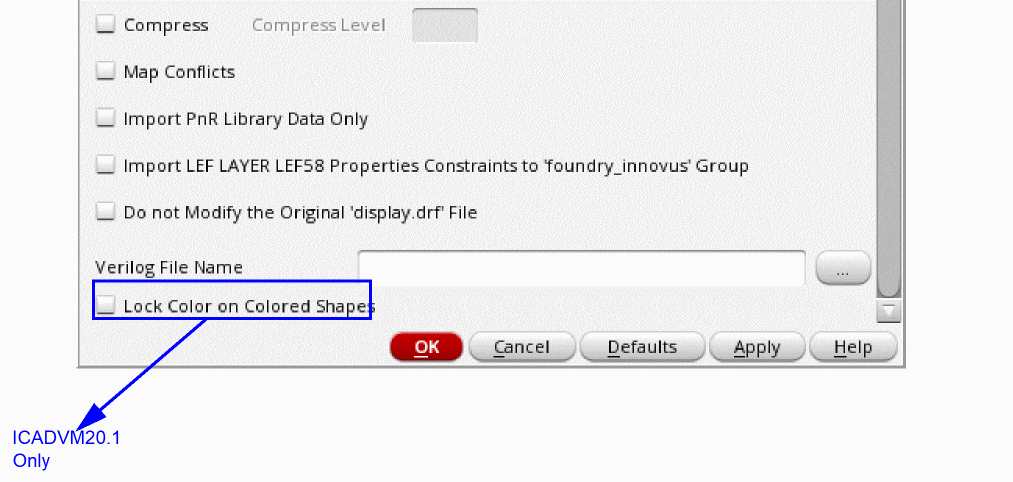 Compress Compress Level
Map Conflicts
Import PnR Library Data Only
Import LEF LAYER LEF58 Properties Constraints to 'foundry_innovus' Group
Do not Modify the Original 'display.drf' File
Verilog File Name ...
Lock Color on Colored Shapes
OK Cancel Defaults Apply Help
ICADVM20.1
Only